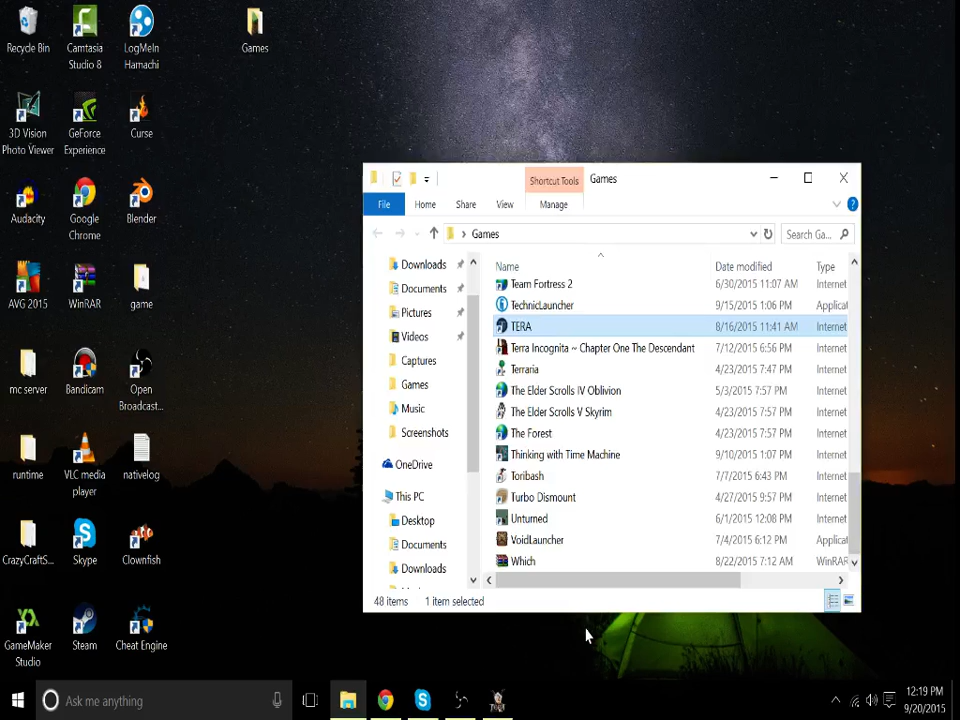 Recycle Bin
Camtasia
Studio 8
LogMeIn
Hamachi
Games
3D Vision
Photo Viewer
GeForce
Experience
Curse
Audacity
Google
Chrome
Blender
AVG 2015
WinRAR
game
mc server
Bandicam
Open
Broadcast...
runtime
VLC media
player
nativelog
CrazyCraftS...
Skype
Clownfish
GameMaker
Studio
Steam
Cheat Engine
Shortcut Tools
Games
File
Home
Share
View
Manage
Games
Search Ga...
Downloads
Documents
Pictures
Videos
Captures
Games
Music
Screenshots
OneDrive
This PC
Desktop
Documents
Downloads
Name
Date modified
Type
Team Fortress 2 6/30/2015 11:07 AM Internet
TechnicLauncher 9/15/2015 1:06 PM Applicat
TERA 8/16/2015 11:41 AM Internet
Terra Incognita ~ Chapter One The Descendant 7/12/2015 6:56 PM Internet
Terraria 4/23/2015 7:47 PM Internet
The Elder Scrolls IV Oblivion 5/3/2015 7:57 PM Internet
The Elder Scrolls V Skyrim 4/23/2015 7:57 PM Internet
The Forest 4/23/2015 7:57 PM Internet
Thinking with Time Machine 9/10/2015 1:07 PM Internet
Toribash 7/7/2015 6:43 PM Internet
Turbo Dismount 4/27/2015 9:57 PM Internet
Unturned 6/1/2015 12:08 PM Internet
VoidLauncher 7/4/2015 6:12 PM Applicat
Which 8/22/2015 7:12 AM WinRAR
48 items 1 item selected
Ask me anything
12:19 PM
9/20/2015